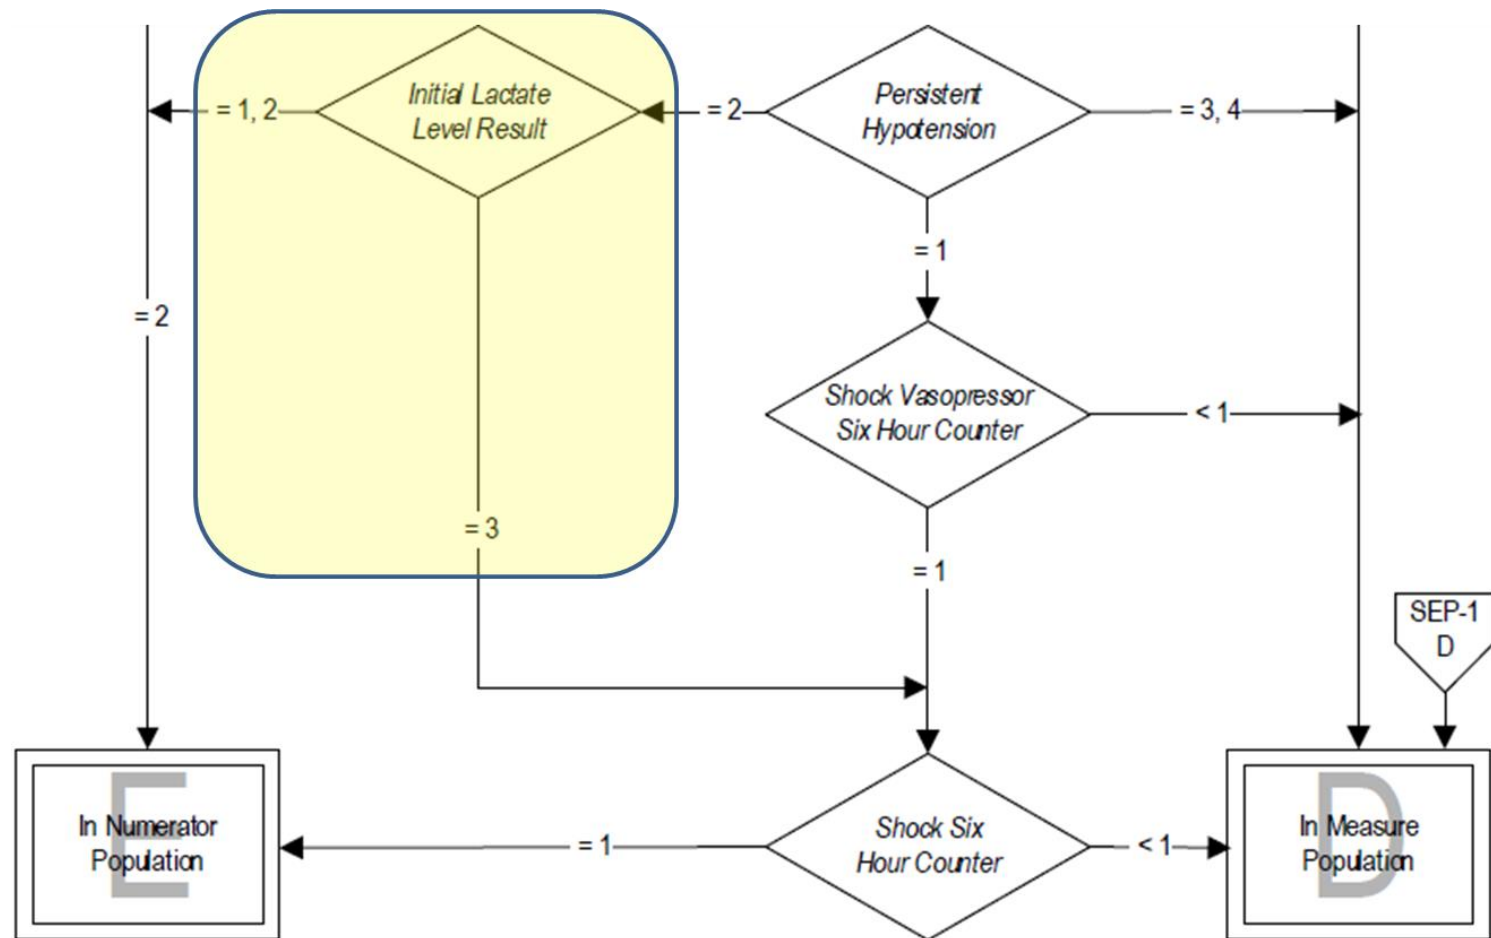 = 1, 2
Initial Lactate
Level Result
= 2
Persistent
Hypotension
= 3, 4
= 1
= 2
Shock Vasopressor
Six Hour Counter
< 1
= 3
= 1
SEP-1
D
E
In Numerator
Population
= 1
Shock Six
Hour Counter
< 1
D
In Measure
Population